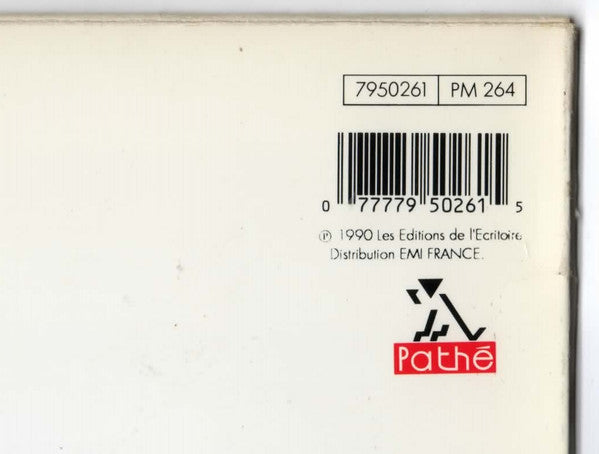 7950261 PM 264
0 77779 50261 5
℗ 1990 Les Editions de l'Ecritoire
Distribution EMI FRANCE.
Pathé